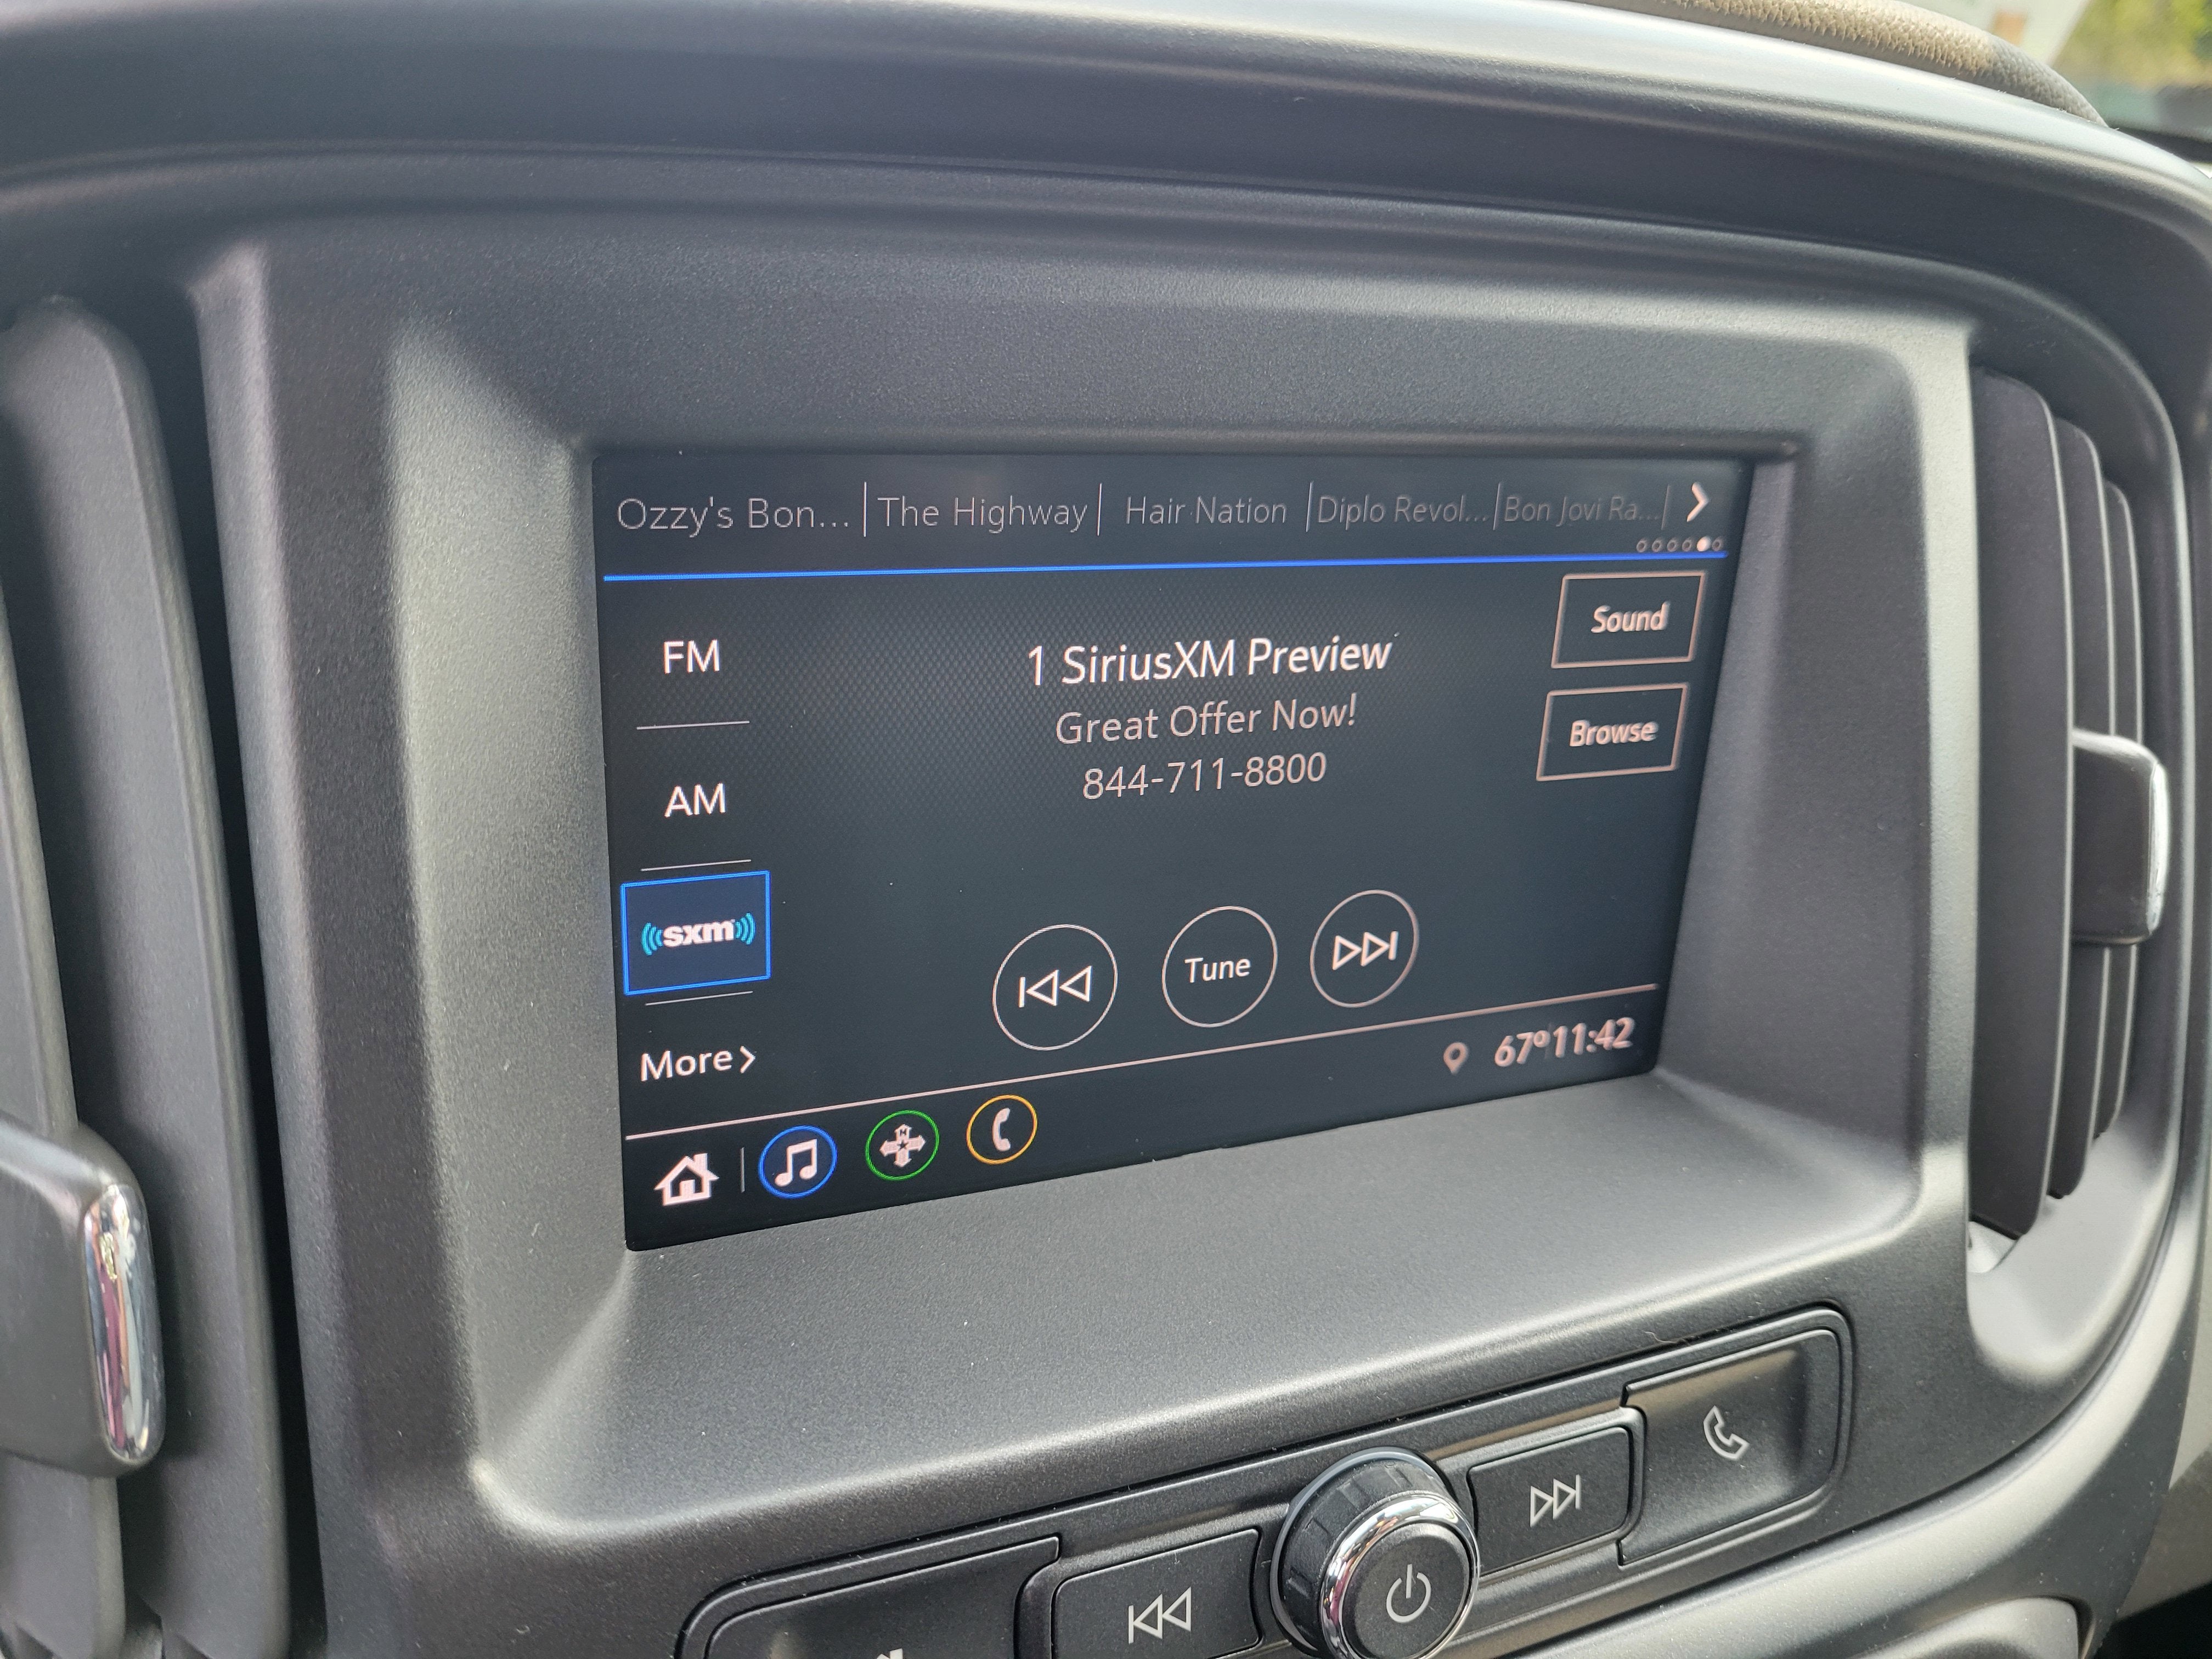 Ozzy's Bon... The Highway Hair Nation Diplo Revol... Bon Jovi Ra...
FM
AM
sxm
More
1 SiriusXM Preview
Great Offer Now!
844-711-8800
Tune
Sound
Browse
67° 11:42